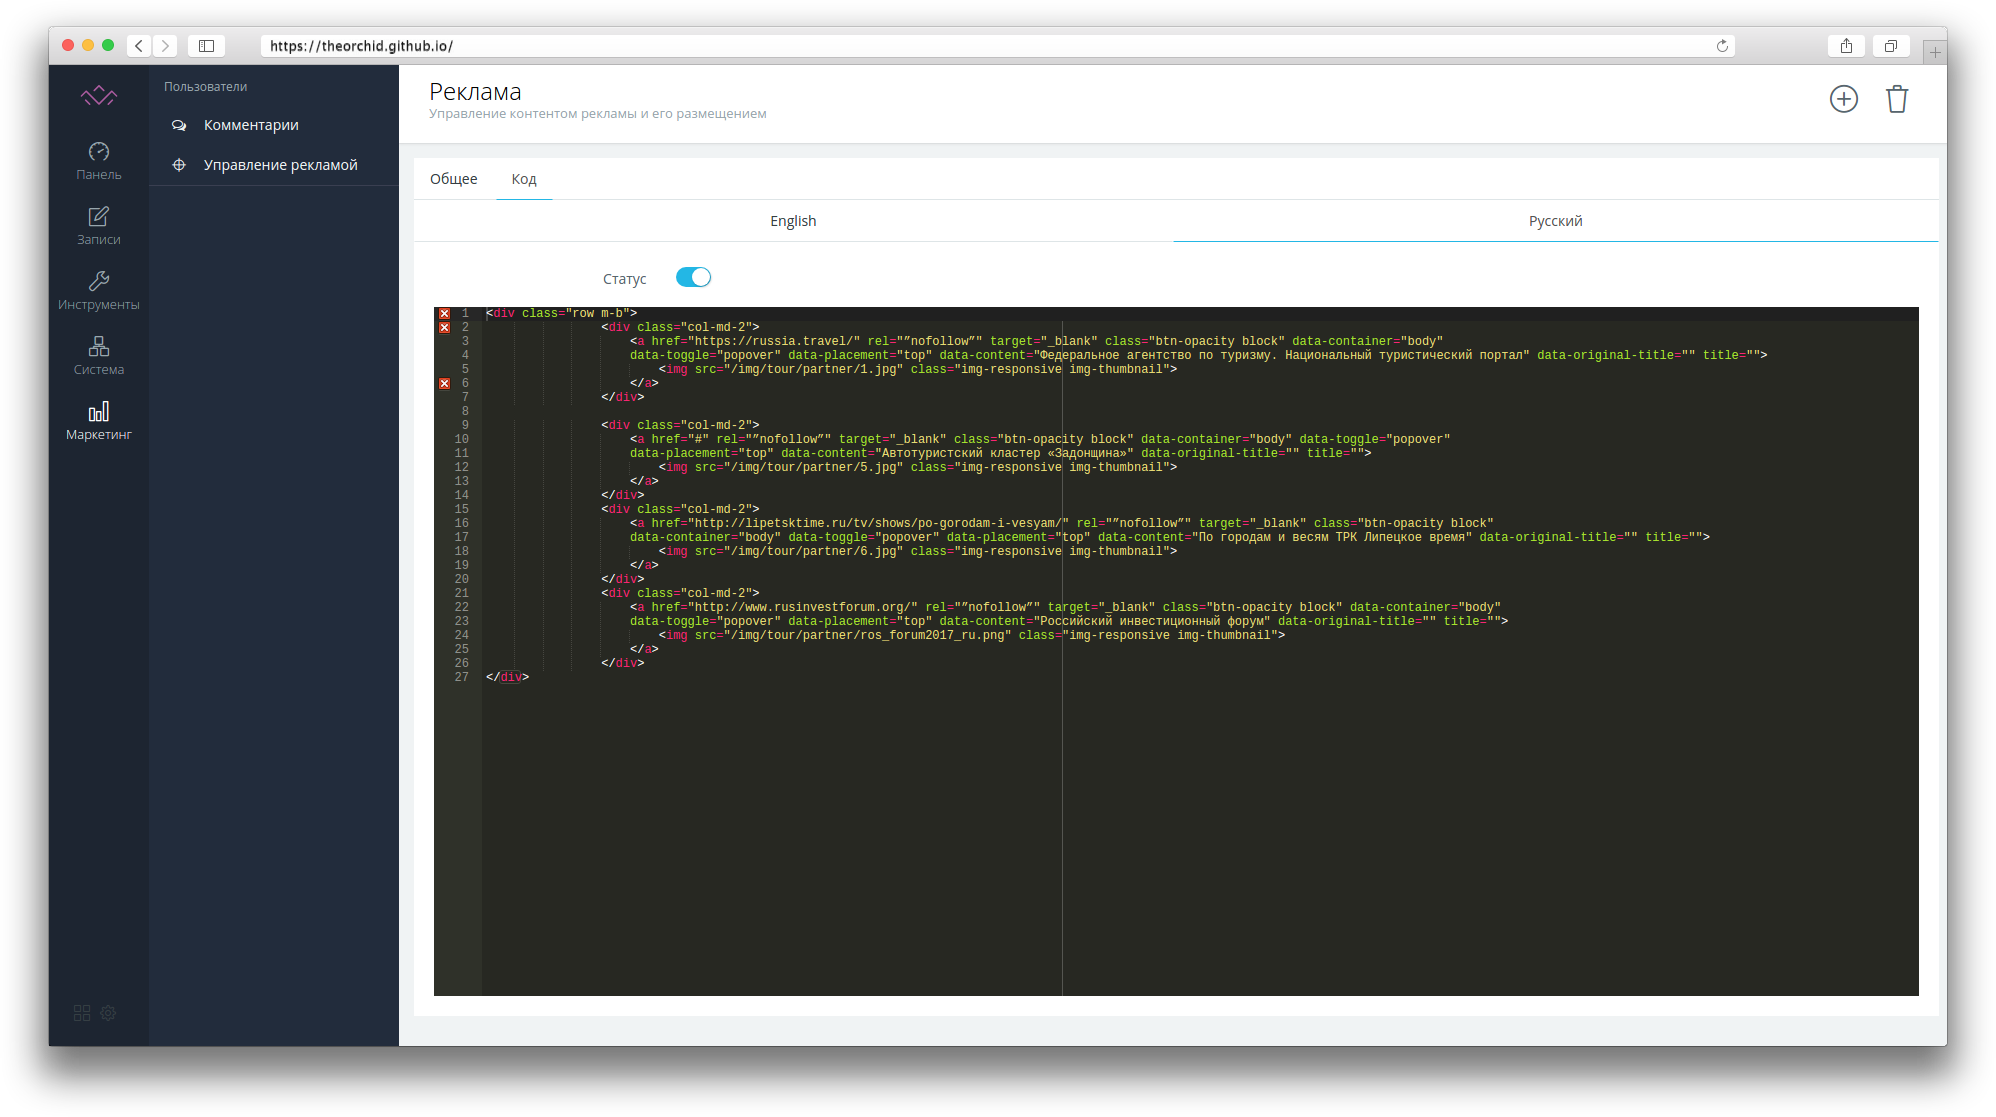 https://theorchid.github.io/
Пользователи
Комментарии
Управление рекламой
Панель
Записи
Инструменты
Система
Маркетинг
Реклама
Управление контентом рекламы и его размещением
Общее Код
English Русский
Статус
1 <div class="row m-b">
2 <div class="col-md-2">
3 <a href="https://russia.travel/" rel="”nofollow”" target="_blank" class="btn-opacity block" data-container="body"
4 data-toggle="popover" data-placement="top" data-content="Федеральное агентство по туризму. Национальный туристический портал" data-original-title="" title="">
5 <img src="/img/tour/partner/1.jpg" class="img-responsive img-thumbnail">
6 </a>
7 </div>
8
9 <div class="col-md-2">
10 <a href="#" rel="”nofollow”" target="_blank" class="btn-opacity block" data-container="body" data-toggle="popover"
11 data-placement="top" data-content="Автотуристский кластер «Задонщина»" data-original-title="" title="">
12 <img src="/img/tour/partner/5.jpg" class="img-responsive img-thumbnail">
13 </a>
14 </div>
15 <div class="col-md-2">
16 <a href="http://lipetsktime.ru/tv/shows/po-gorodam-i-vesyam/" rel="”nofollow”" target="_blank" class="btn-opacity block"
17 data-container="body" data-toggle="popover" data-placement="top" data-content="По городам и весям ТРК Липецкое время" data-original-title="" title="">
18 <img src="/img/tour/partner/6.jpg" class="img-responsive img-thumbnail">
19 </a>
20 </div>
21 <div class="col-md-2">
22 <a href="http://www.rusinvestforum.org/" rel="”nofollow”" target="_blank" class="btn-opacity block" data-container="body"
23 data-toggle="popover" data-placement="top" data-content="Российский инвестиционный форум" data-original-title="" title="">
24 <img src="/img/tour/partner/ros_forum2017_ru.png" class="img-responsive img-thumbnail">
25 </a>
26 </div>
27 </div>